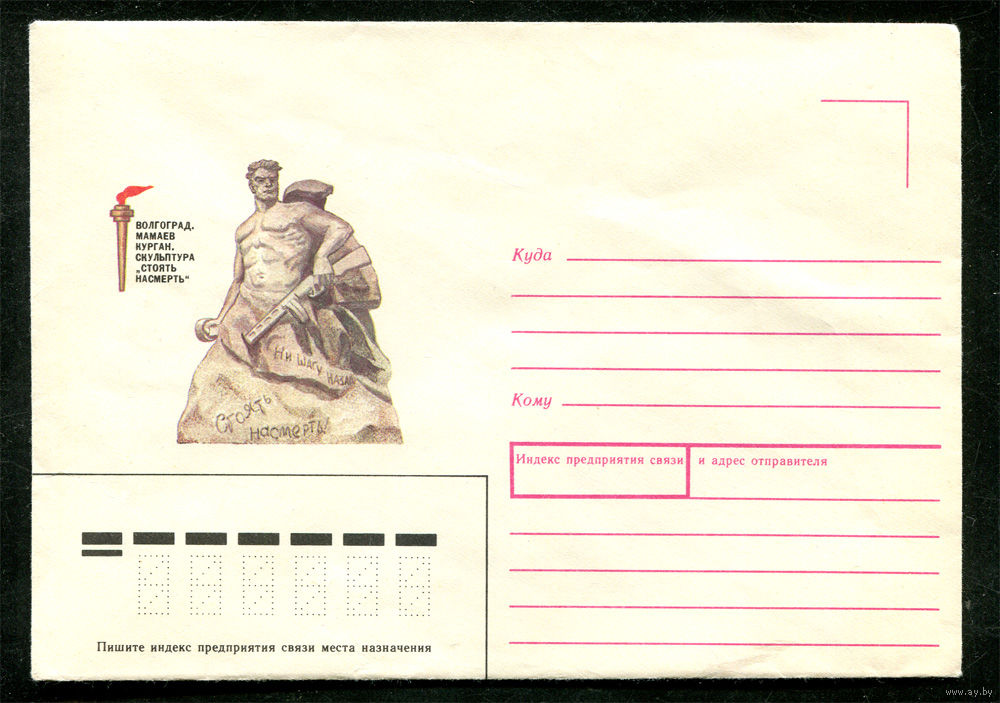 ВОЛГОГРАД.
МАМАЕВ
КУРГАН.
СКУЛЬПТУРА
„СТОЯТЬ
НАСМЕРТЬ“
НИ ШАГУ НАЗАД
Стоять
насмерть!
Куда
Кому
Индекс предприятия связи и адрес отправителя
Пишите индекс предприятия связи места назначения
www.ay.by